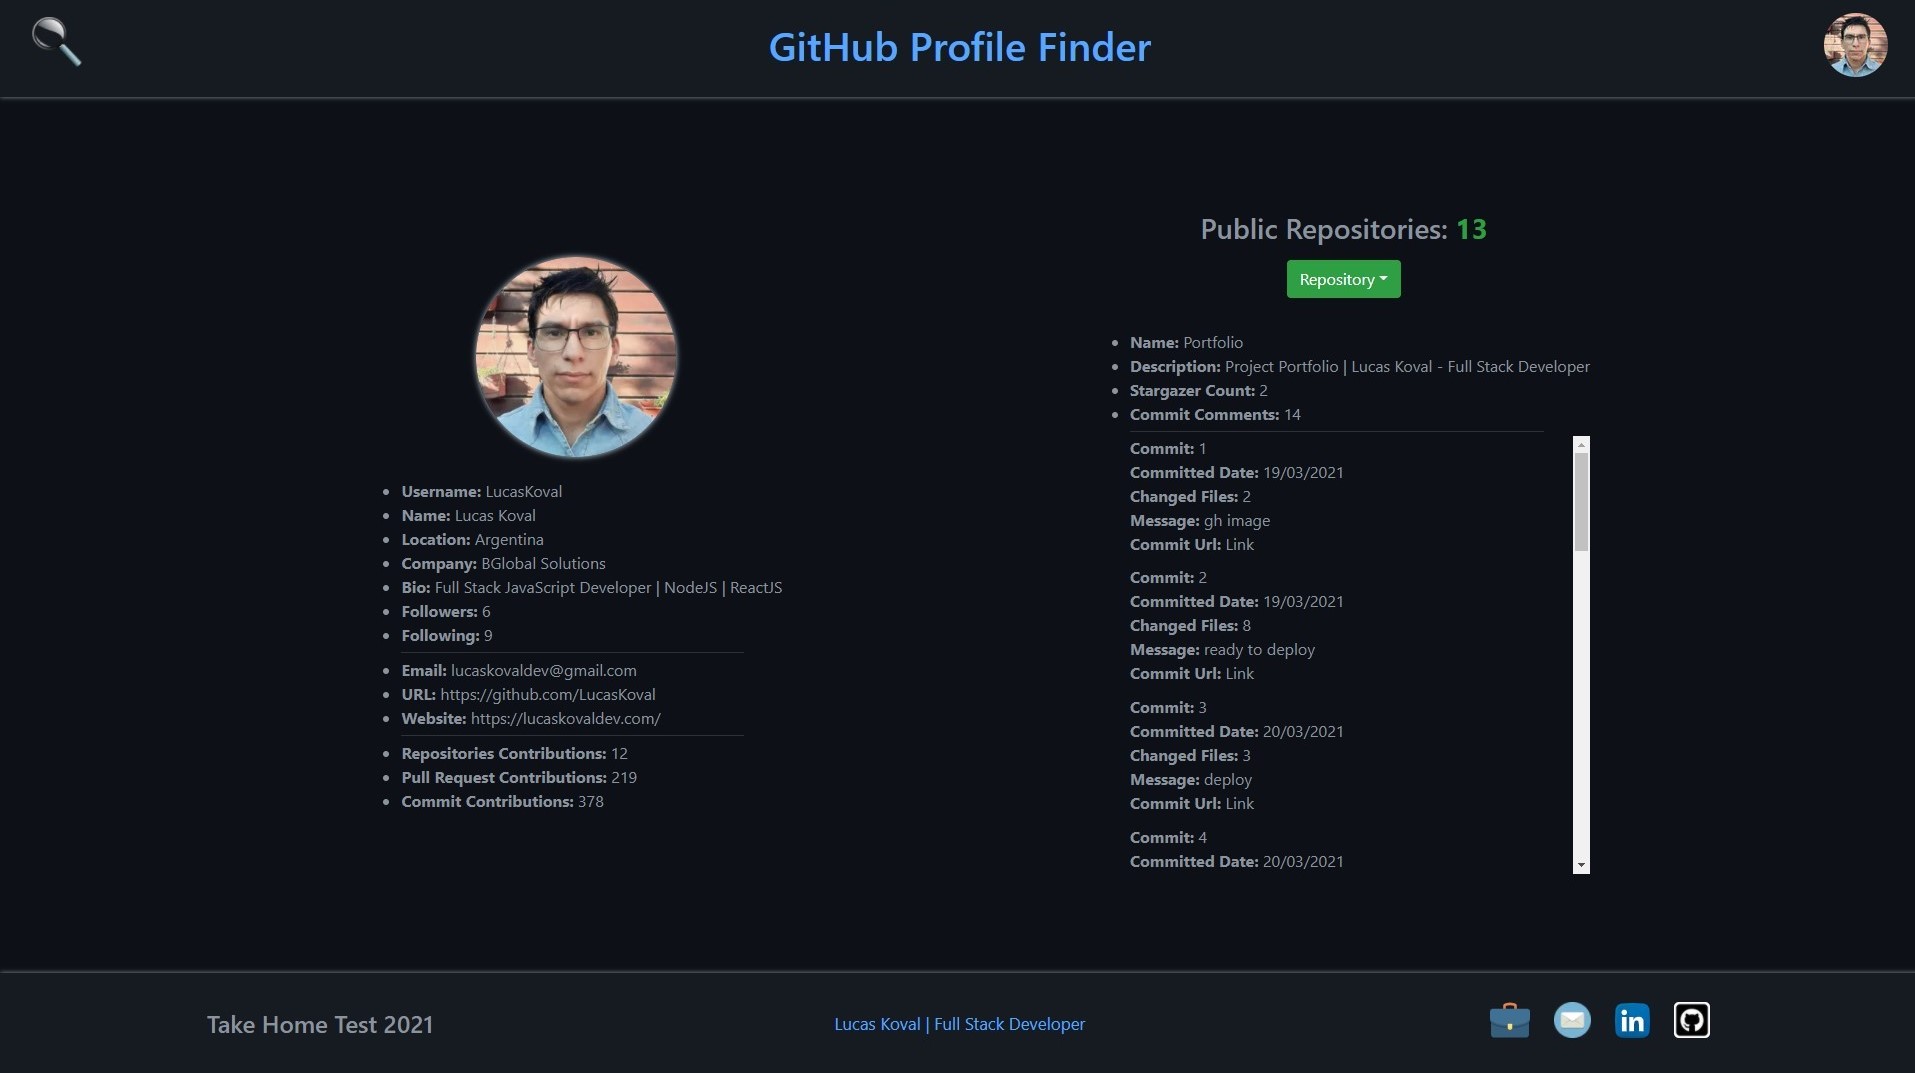 GitHub Profile Finder
Username: LucasKoval
Name: Lucas Koval
Location: Argentina
Company: BGlobal Solutions
Bio: Full Stack JavaScript Developer | NodeJS | ReactJS
Followers: 6
Following: 9
Email: lucaskovaldev@gmail.com
URL: https://github.com/LucasKoval
Website: https://lucaskovaldev.com/
Repositories Contributions: 12
Pull Request Contributions: 219
Commit Contributions: 378
Public Repositories: 13
Repository
Name: Portfolio
Description: Project Portfolio | Lucas Koval - Full Stack Developer
Stargazer Count: 2
Commit Comments: 14
Commit: 1
Committed Date: 19/03/2021
Changed Files: 2
Message: gh image
Commit Url: Link
Commit: 2
Committed Date: 19/03/2021
Changed Files: 8
Message: ready to deploy
Commit Url: Link
Commit: 3
Committed Date: 20/03/2021
Changed Files: 3
Message: deploy
Commit Url: Link
Commit: 4
Committed Date: 20/03/2021
Take Home Test 2021
Lucas Koval | Full Stack Developer
in